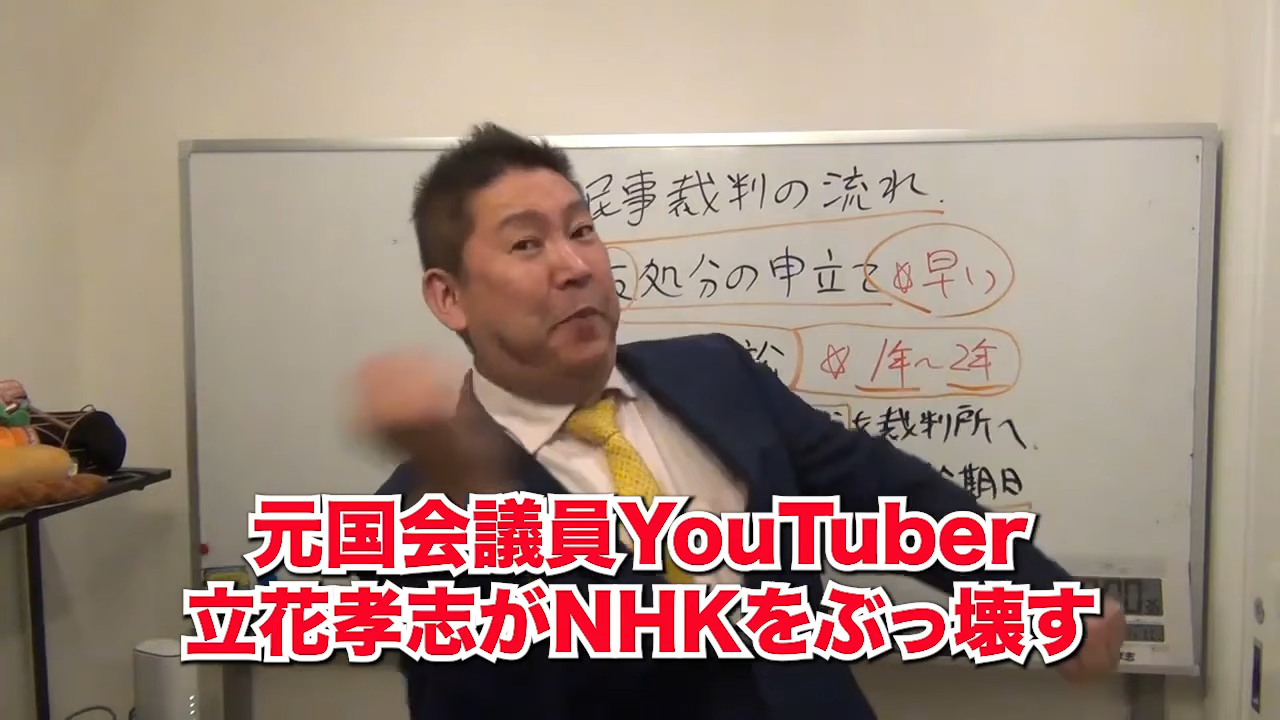 民事裁判の流れ.
処分の申立て ☆早い
訟 ☆ 1年～2年
を裁判所へ
期日
元国会議員YouTuber
立花孝志がNHKをぶっ壊す